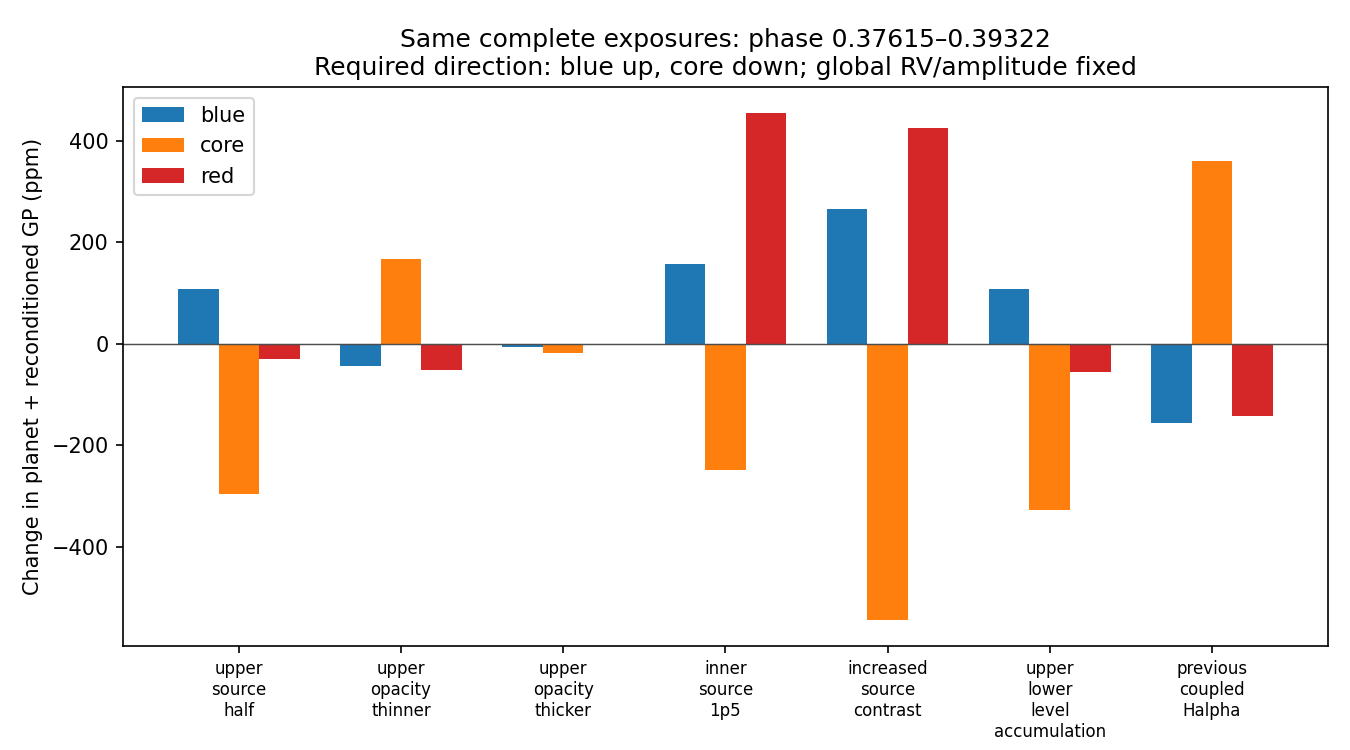 Same complete exposures: phase 0.37615–0.39322
Required direction: blue up, core down; global RV/amplitude fixed
Change in planet + reconditioned GP (ppm)
400
200
0
−200
−400
blue
core
red
upper
source
half
upper
opacity
thinner
upper
opacity
thicker
inner
source
1p5
increased
source
contrast
upper
lower
level
accumulation
previous
coupled
Halpha